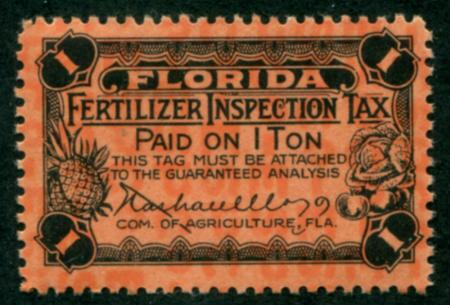 1 1
FLORIDA
FERTILIZER INSPECTION TAX
PAID ON 1 TON
THIS TAG MUST BE ATTACHED
TO THE GUARANTEED ANALYSIS
COM. OF AGRICULTURE, FLA.
1 1